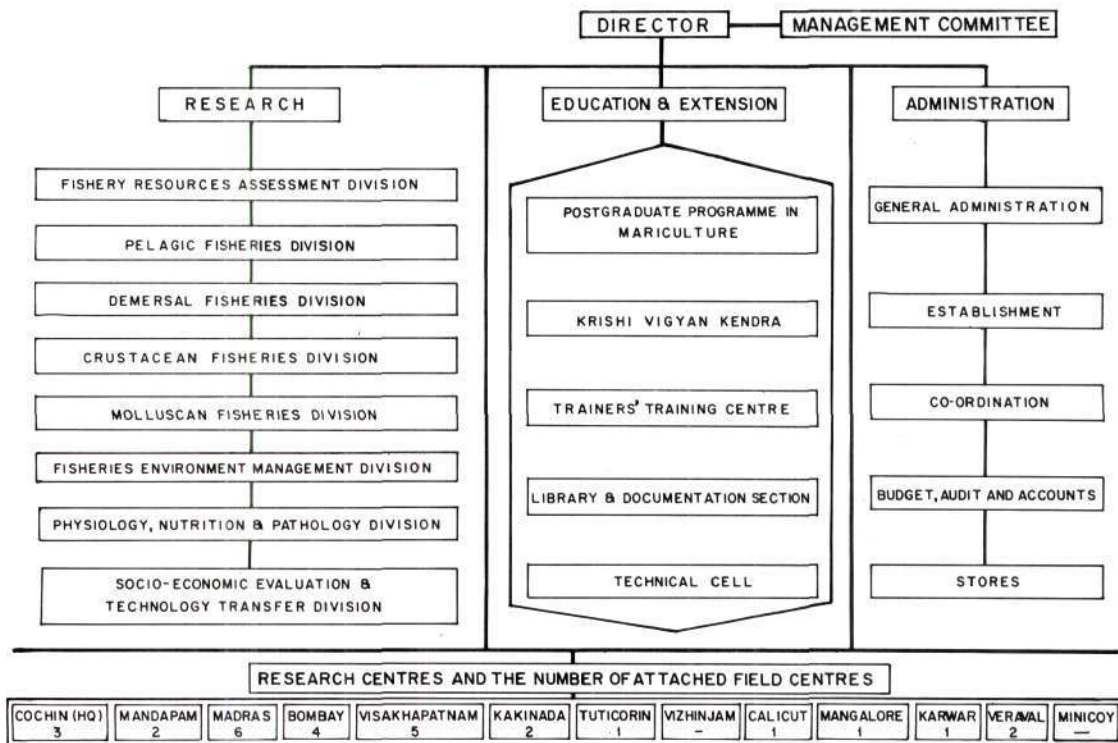 DIRECTOR
MANAGEMENT COMMITTEE
RESEARCH
EDUCATION & EXTENSION
ADMINISTRATION
FISHERY RESOURCES ASSESSMENT DIVISION
PELAGIC FISHERIES DIVISION
DEMERSAL FISHERIES DIVISION
CRUSTACEAN FISHERIES DIVISION
MOLLUSCAN FISHERIES DIVISION
FISHERIES ENVIRONMENT MANAGEMENT DIVISION
PHYSIOLOGY, NUTRITION & PATHOLOGY DIVISION
SOCIO-ECONOMIC EVALUATION &
TECHNOLOGY TRANSFER DIVISION
POSTGRADUATE PROGRAMME IN
MARICULTURE
KRISHI VIGYAN KENDRA
TRAINERS' TRAINING CENTRE
LIBRARY & DOCUMENTATION SECTION
TECHNICAL CELL
GENERAL ADMINISTRATION
ESTABLISHMENT
CO-ORDINATION
BUDGET, AUDIT AND ACCOUNTS
STORES
RESEARCH CENTRES AND THE NUMBER OF ATTACHED FIELD CENTRES
COCHIN (HQ)
3
MANDAPAM
2
MADRAS
6
BOMBAY
4
VISAKHAPATNAM
5
KAKINADA
2
TUTICORIN
1
VIZHINJAM
-
CALICUT
1
MANGALORE
1
KARWAR
1
VERAVAL
2
MINICOY
—